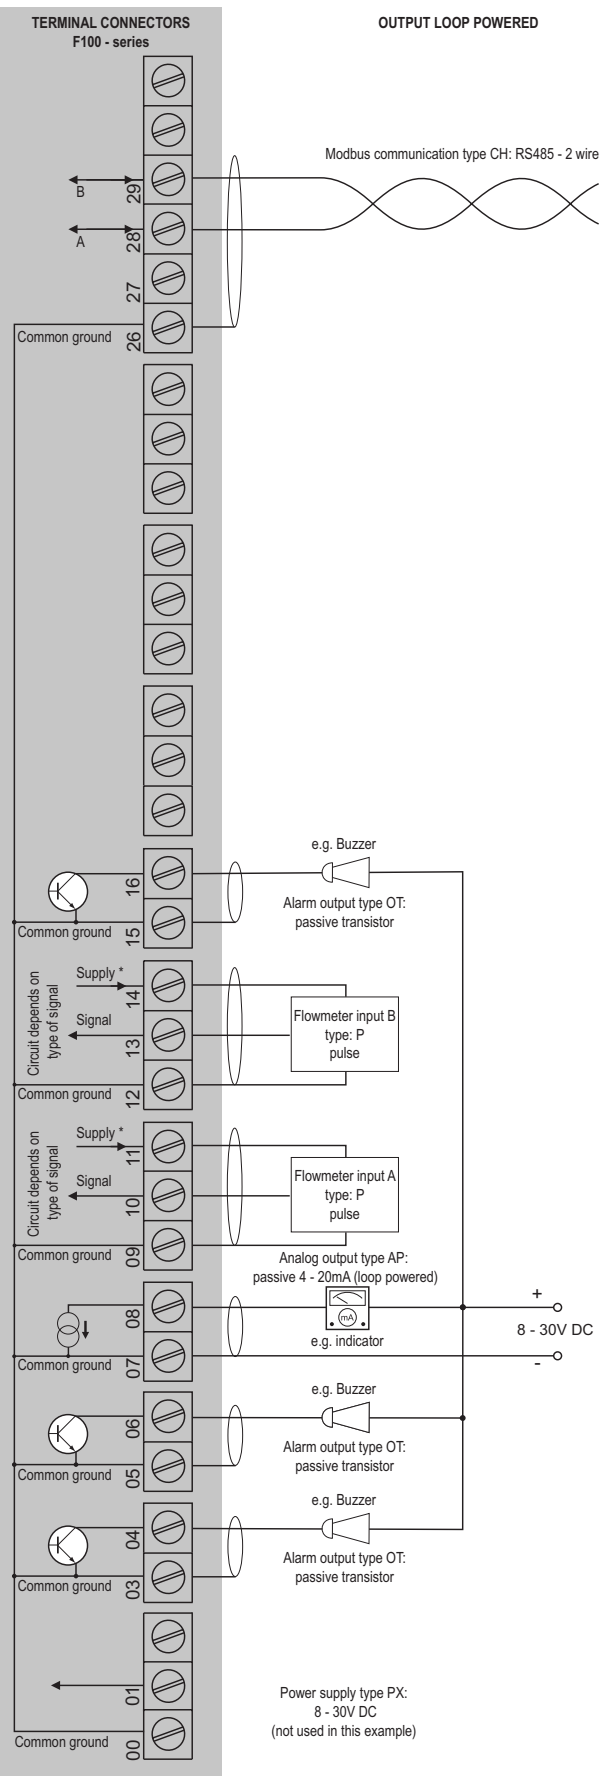 TERMINAL CONNECTORS
F100 - series
OUTPUT LOOP POWERED
Modbus communication type CH: RS485 - 2 wire
B
29
A
28
27
26
Common ground
e.g. Buzzer
16
Alarm output type OT:
passive transistor
15
Common ground
Circuit depends on
type of signal
Supply *
14
Signal
13
Flowmeter input B
type: P
pulse
12
Common ground
Circuit depends on
type of signal
Supply *
11
Signal
10
Flowmeter input A
type: P
pulse
09
Common ground
Analog output type AP:
passive 4 - 20mA (loop powered)
08
mA
e.g. indicator
+
8 - 30V DC
-
07
Common ground
e.g. Buzzer
06
Alarm output type OT:
passive transistor
05
Common ground
e.g. Buzzer
04
Alarm output type OT:
passive transistor
03
Common ground
01
Power supply type PX:
8 - 30V DC
(not used in this example)
00
Common ground